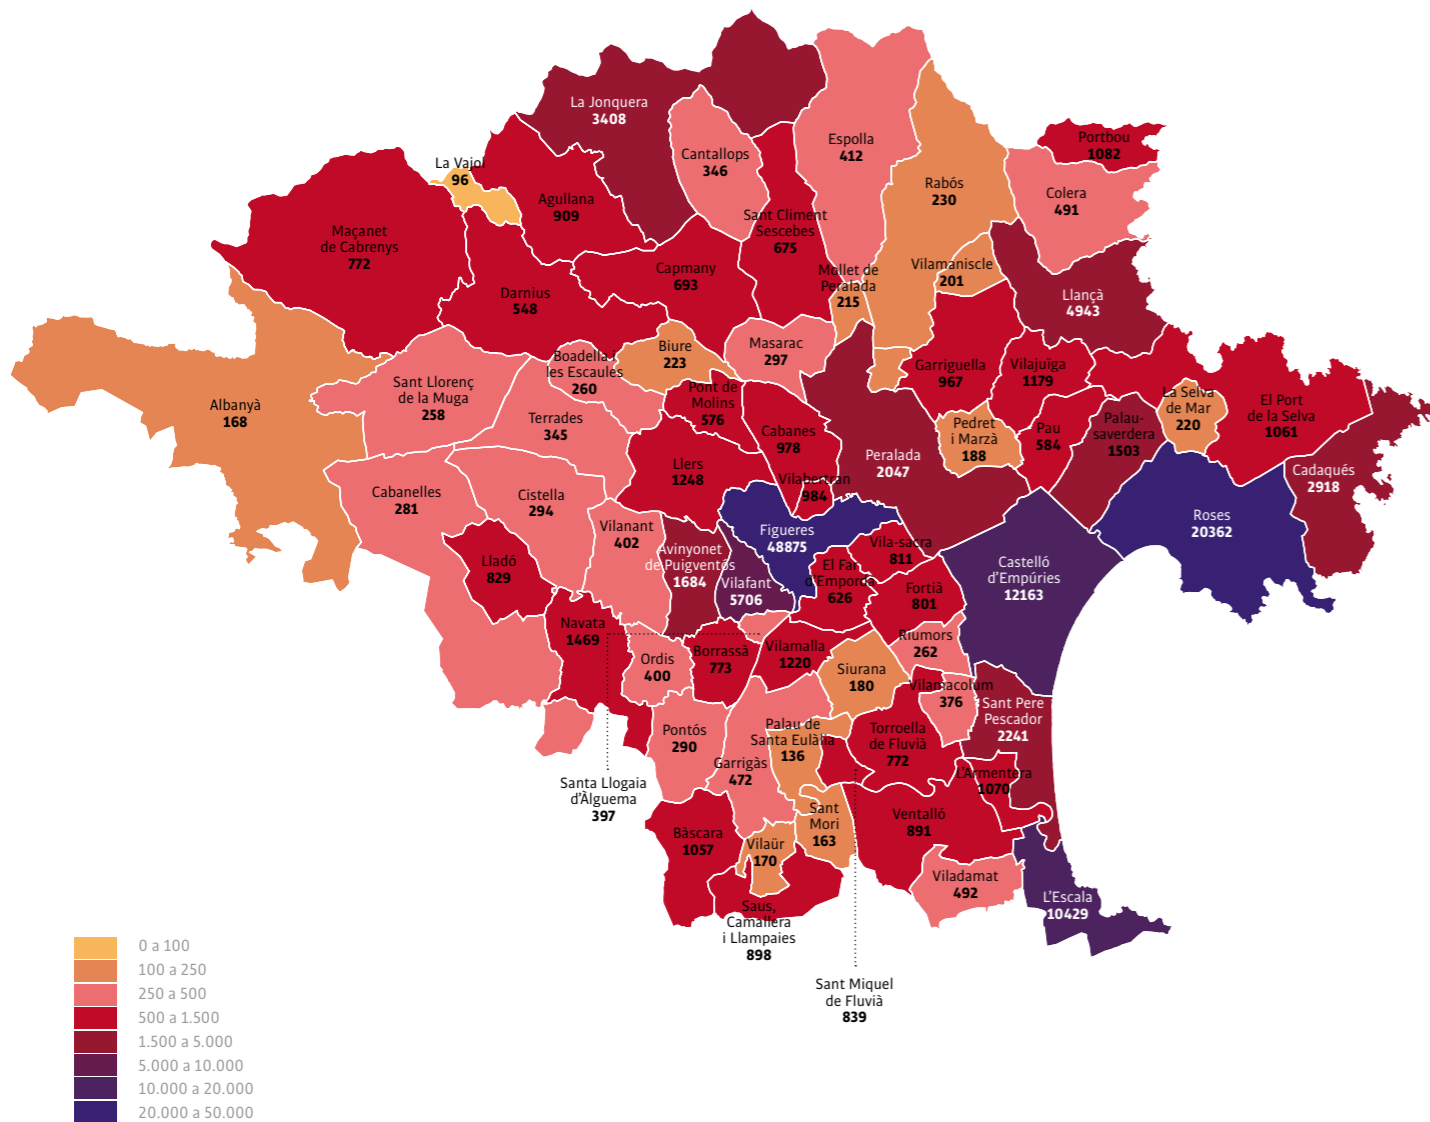 La Jonquera
3408
Cantallops
346
Espolla
412
Portbou
1082
La Vajol
96
Agullana
909
Rabós
230
Colera
491
Maçanet
de Cabrenys
772
Sant Climent
Sescebes
675
Capmany
693
Mollet de
Peralada
215
Vilamaniscle
201
Darnius
548
Llançà
4943
Boadella i
les Escaules
260
Biure
223
Masarac
297
Garriguella
967
Vilajuïga
1179
Sant Llorenç
de la Muga
258
Albanyà
168
Terrades
345
Pont de
Molins
576
Cabanes
978
Pedret
i Marzà
188
Pau
584
Palau-
saverdera
1503
La Selva
de Mar
220
El Port
de la Selva
1061
Peralada
2047
Cadaqués
2918
Llers
1248
Vilabertran
984
Cabanelles
281
Cistella
294
Vilanant
402
Figueres
48875
Roses
20362
Avinyonet
de Puigventós
1684
Vila-sacra
811
Lladó
829
Vilafant
5706
El Far
d'Empordà
626
Castelló
d'Empúries
12163
Fortià
801
Navata
1469
Ordis
400
Borrassà
773
Vilamalla
1220
Riumors
262
Siurana
180
Vilamacolum
376
Sant Pere
Pescador
2241
Pontós
290
Palau de
Santa Eulàlia
136
Torroella
de Fluvià
772
Garrigàs
472
L'Armentera
1070
Santa Llogaia
d'Àlguema
397
Sant
Mori
163
Ventalló
891
Bàscara
1057
Vilaür
170
Viladamat
492
L'Escala
10429
Saus,
Camallera
i Llampaies
898
Sant Miquel
de Fluvià
839
0 a 100
100 a 250
250 a 500
500 a 1.500
1.500 a 5.000
5.000 a 10.000
10.000 a 20.000
20.000 a 50.000